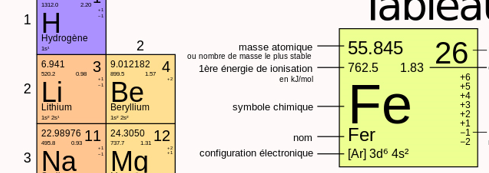 Tableau
1
1312.0 2.20 1
+1
-1
H
Hydrogène
1s¹
2
2
6.941 3
520.2 0.98 +1
-1
Li
Lithium
1s² 2s¹
9.012182 4
899.5 1.57 +2
Be
Beryllium
1s² 2s²
3
22.98976 11
495.8 0.93 +1
-1
Na
24.3050 12
737.7 1.31 +2
+1
Mg
masse atomique
ou nombre de masse le plus stable
1ère énergie de ionisation
en kJ/mol
symbole chimique
nom
configuration électronique
55.845 26
762.5 1.83
Fe
+6
+5
+4
+3
+2
+1
−1
−2
Fer
[Ar] 3d⁶ 4s²